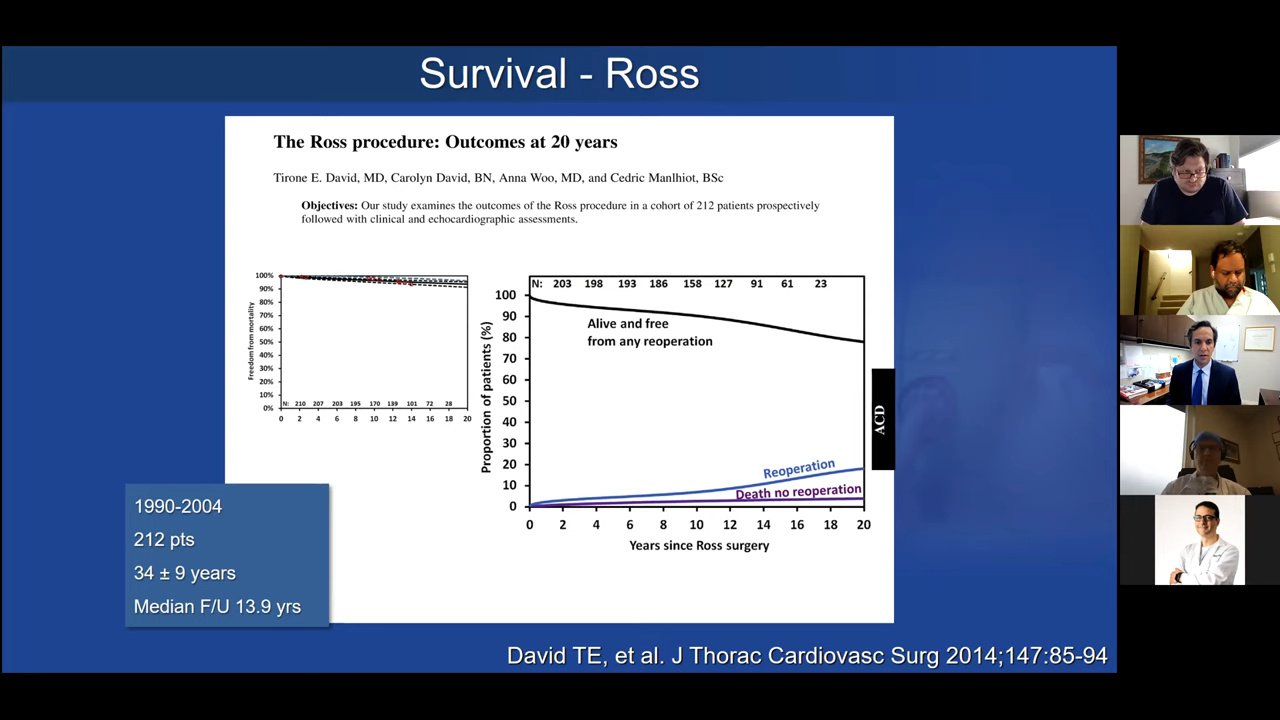 Survival - Ross
The Ross procedure: Outcomes at 20 years
Tirone E. David, MD, Carolyn David, BN, Anna Woo, MD, and Cedric Manlhiot, BSc
Objectives: Our study examines the outcomes of the Ross procedure in a cohort of 212 patients prospectively
followed with clinical and echocardiographic assessments.
Freedom from mortality
100%
90%
80%
70%
60%
50%
40%
30%
20%
10%
0%
N: 210 207 203 195 170 139 101 72 28
0 2 4 6 8 10 12 14 16 18 20
Proportion of patients (%)
N: 203 198 193 186 158 127 91 61 23
100
90
80
70
60
50
40
30
20
10
0
Alive and free
from any reoperation
Reoperation
Death no reoperation
0 2 4 6 8 10 12 14 16 18 20
Years since Ross surgery
ACD
1990-2004
212 pts
34 ± 9 years
Median F/U 13.9 yrs
David TE, et al. J Thorac Cardiovasc Surg 2014;147:85-94